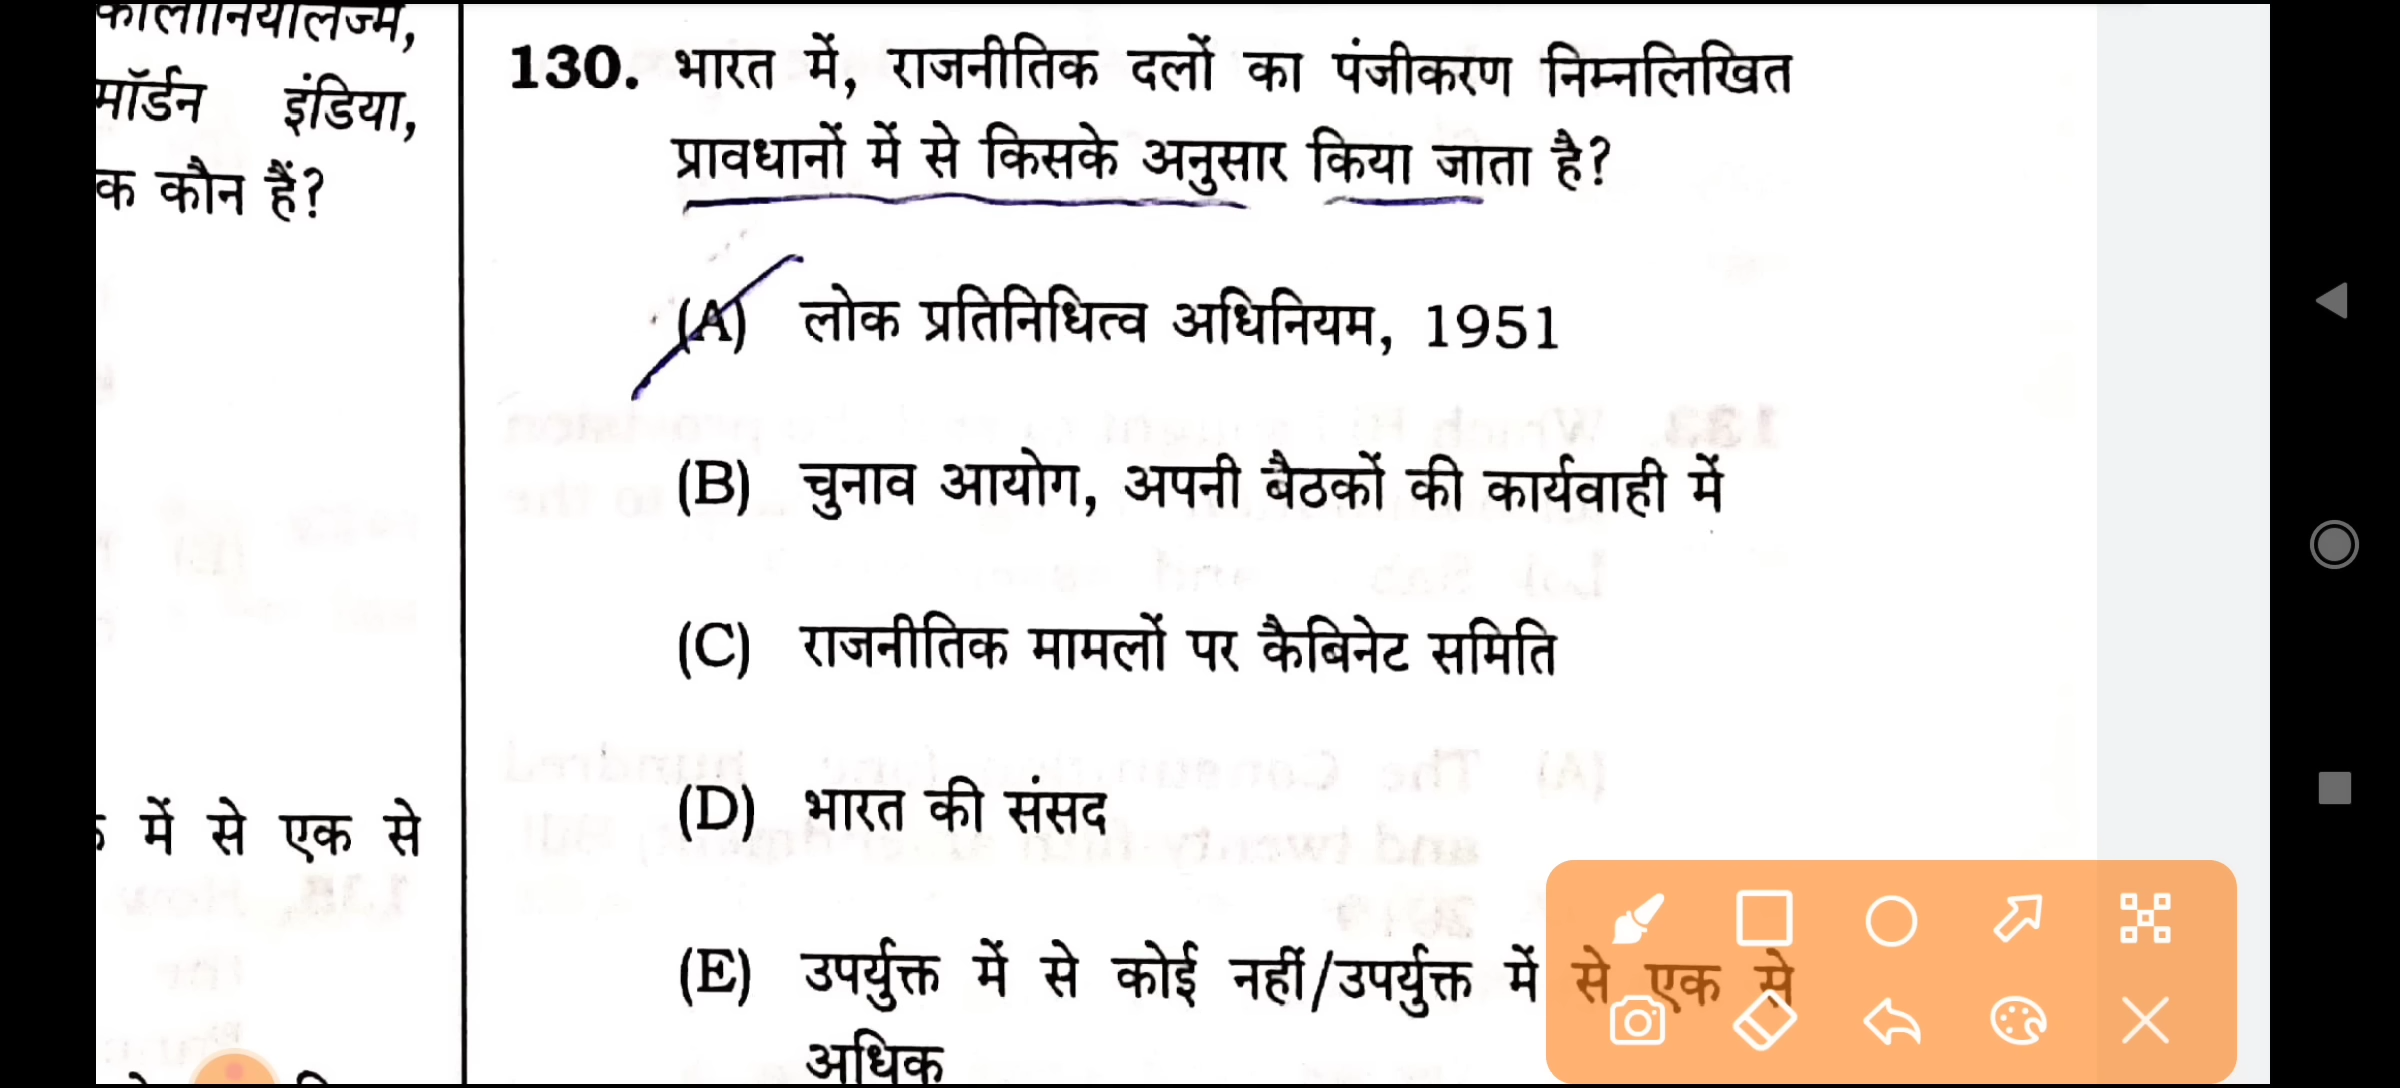 कोलोनियलिज्म,
मॉर्डन इंडिया,
क कौन हैं?
में से एक से
130. भारत में, राजनीतिक दलों का पंजीकरण निम्नलिखित
प्रावधानों में से किसके अनुसार किया जाता है?
(A) लोक प्रतिनिधित्व अधिनियम, 1951
(B) चुनाव आयोग, अपनी बैठकों की कार्यवाही में
(C) राजनीतिक मामलों पर कैबिनेट समिति
(D) भारत की संसद
(E) उपर्युक्त में से कोई नहीं/उपर्युक्त में से एक से
अधिक